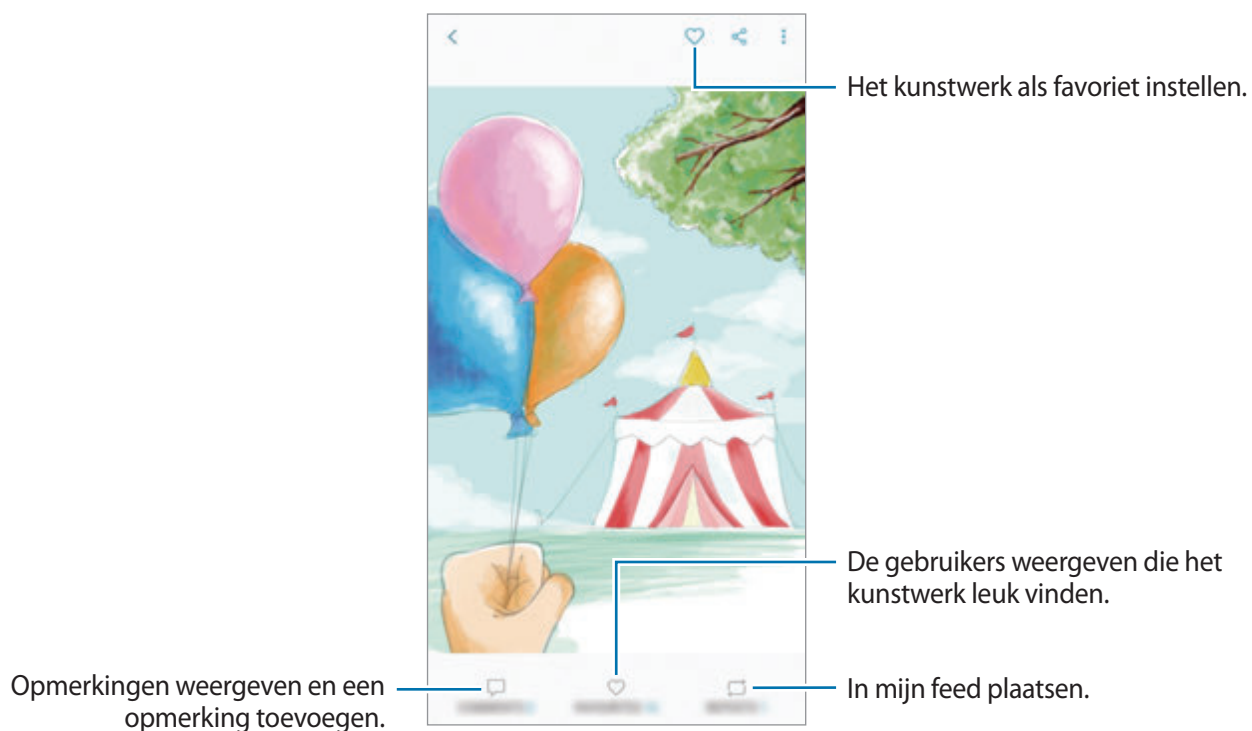 Het kunstwerk als favoriet instellen.
De gebruikers weergeven die het
kunstwerk leuk vinden.
Opmerkingen weergeven en een
opmerking toevoegen.
In mijn feed plaatsen.